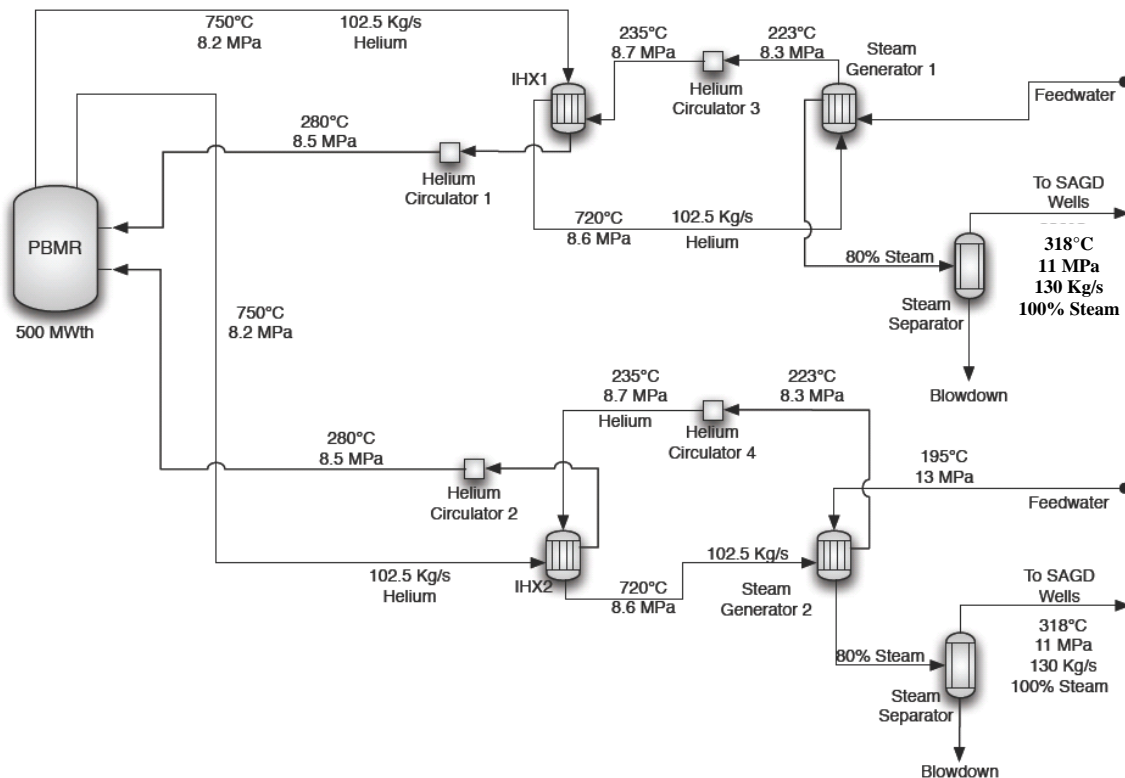 750°C
8.2 MPa
102.5 Kg/s
Helium
235°C
8.7 MPa
223°C
8.3 MPa
Steam
Generator 1
IHX1
Helium
Circulator 3
Feedwater
280°C
8.5 MPa
Helium
Circulator 1
To SAGD
Wells
720°C
8.6 MPa
102.5 Kg/s
Helium
PBMR
80% Steam
318°C
11 MPa
130 Kg/s
100% Steam
Steam
Separator
500 MWth
750°C
8.2 MPa
Blowdown
235°C
8.7 MPa
Helium
223°C
8.3 MPa
Helium
Circulator 4
280°C
8.5 MPa
195°C
13 MPa
Feedwater
Helium
Circulator 2
102.5 Kg/s
Helium
IHX2
102.5 Kg/s
720°C
8.6 MPa
Steam
Generator 2
To SAGD
Wells
318°C
11 MPa
130 Kg/s
100% Steam
80% Steam
Steam
Separator
Blowdown